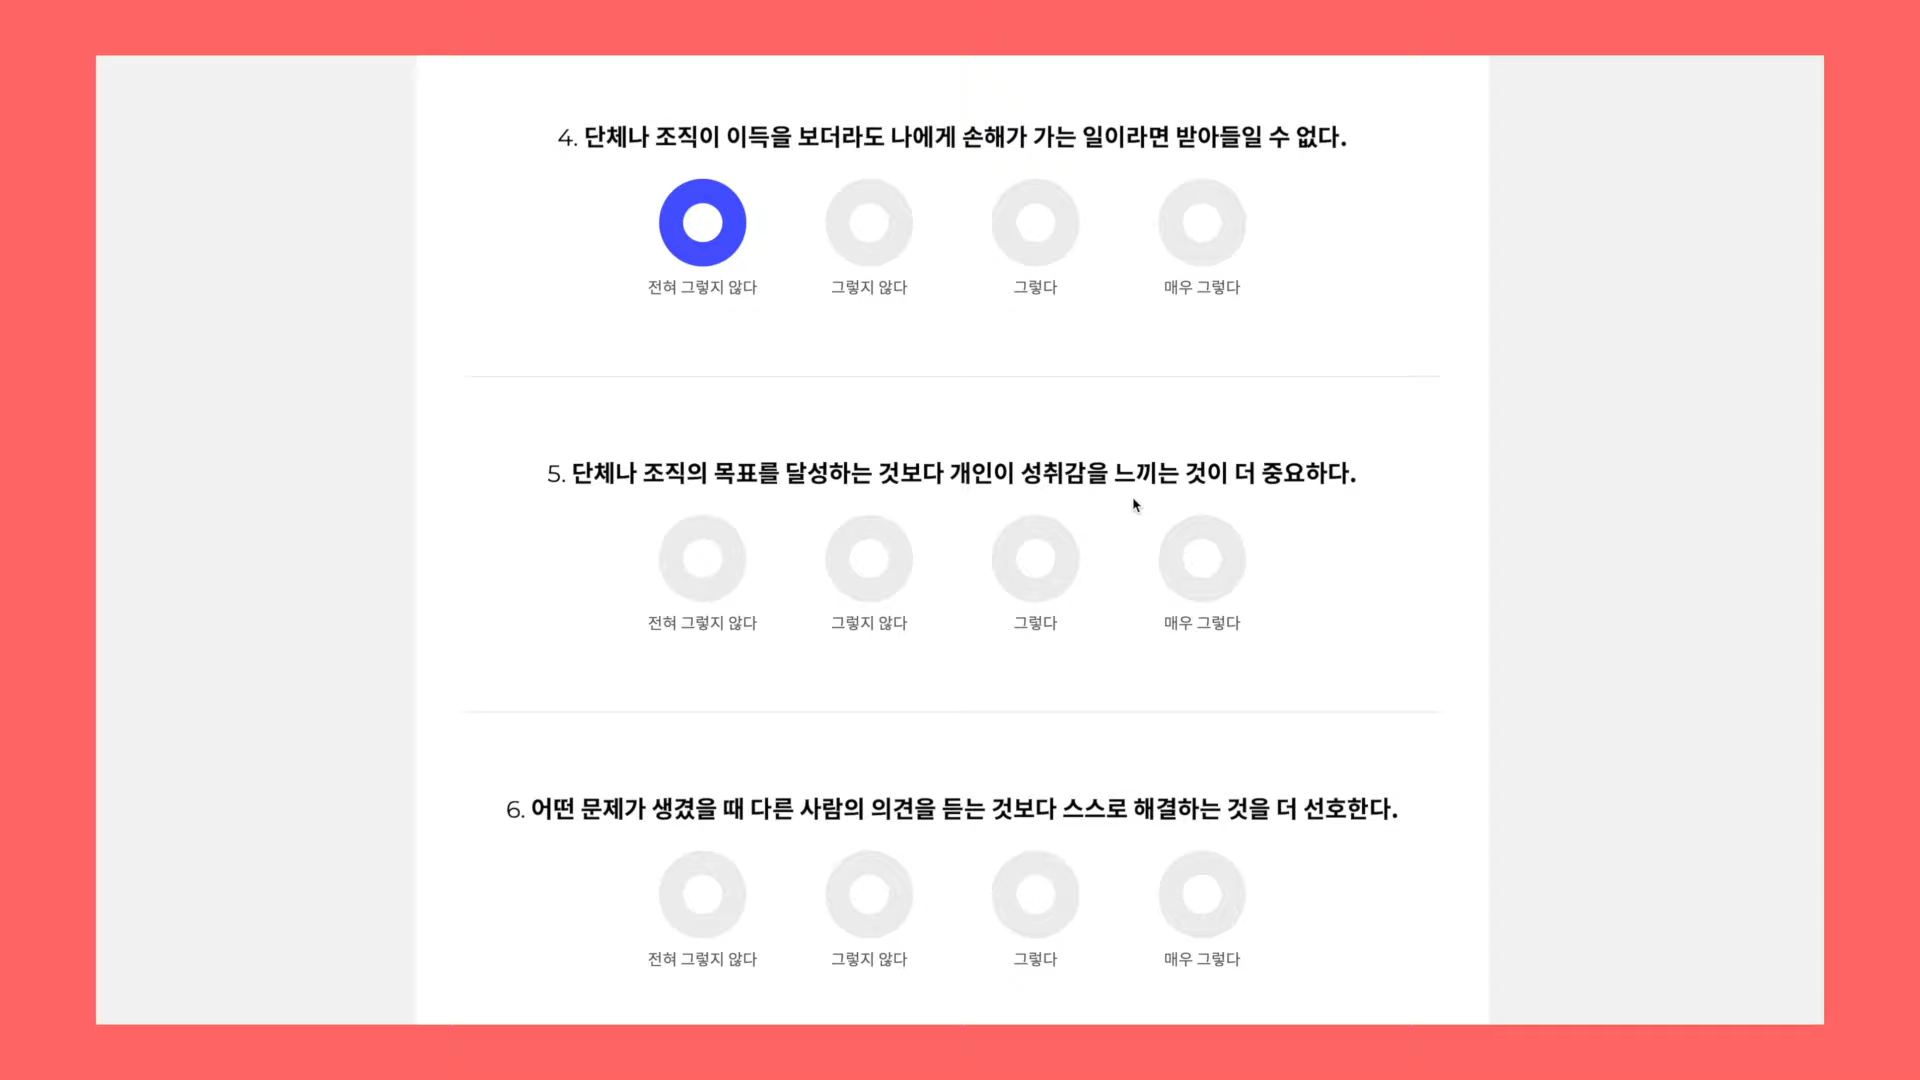 4. 단체나 조직이 이득을 보더라도 나에게 손해가 가는 일이라면 받아들일 수 없다.
전혀 그렇지 않다 그렇지 않다 그렇다 매우 그렇다
5. 단체나 조직의 목표를 달성하는 것보다 개인이 성취감을 느끼는 것이 더 중요하다.
전혀 그렇지 않다 그렇지 않다 그렇다 매우 그렇다
6. 어떤 문제가 생겼을 때 다른 사람의 의견을 듣는 것보다 스스로 해결하는 것을 더 선호한다.
전혀 그렇지 않다 그렇지 않다 그렇다 매우 그렇다